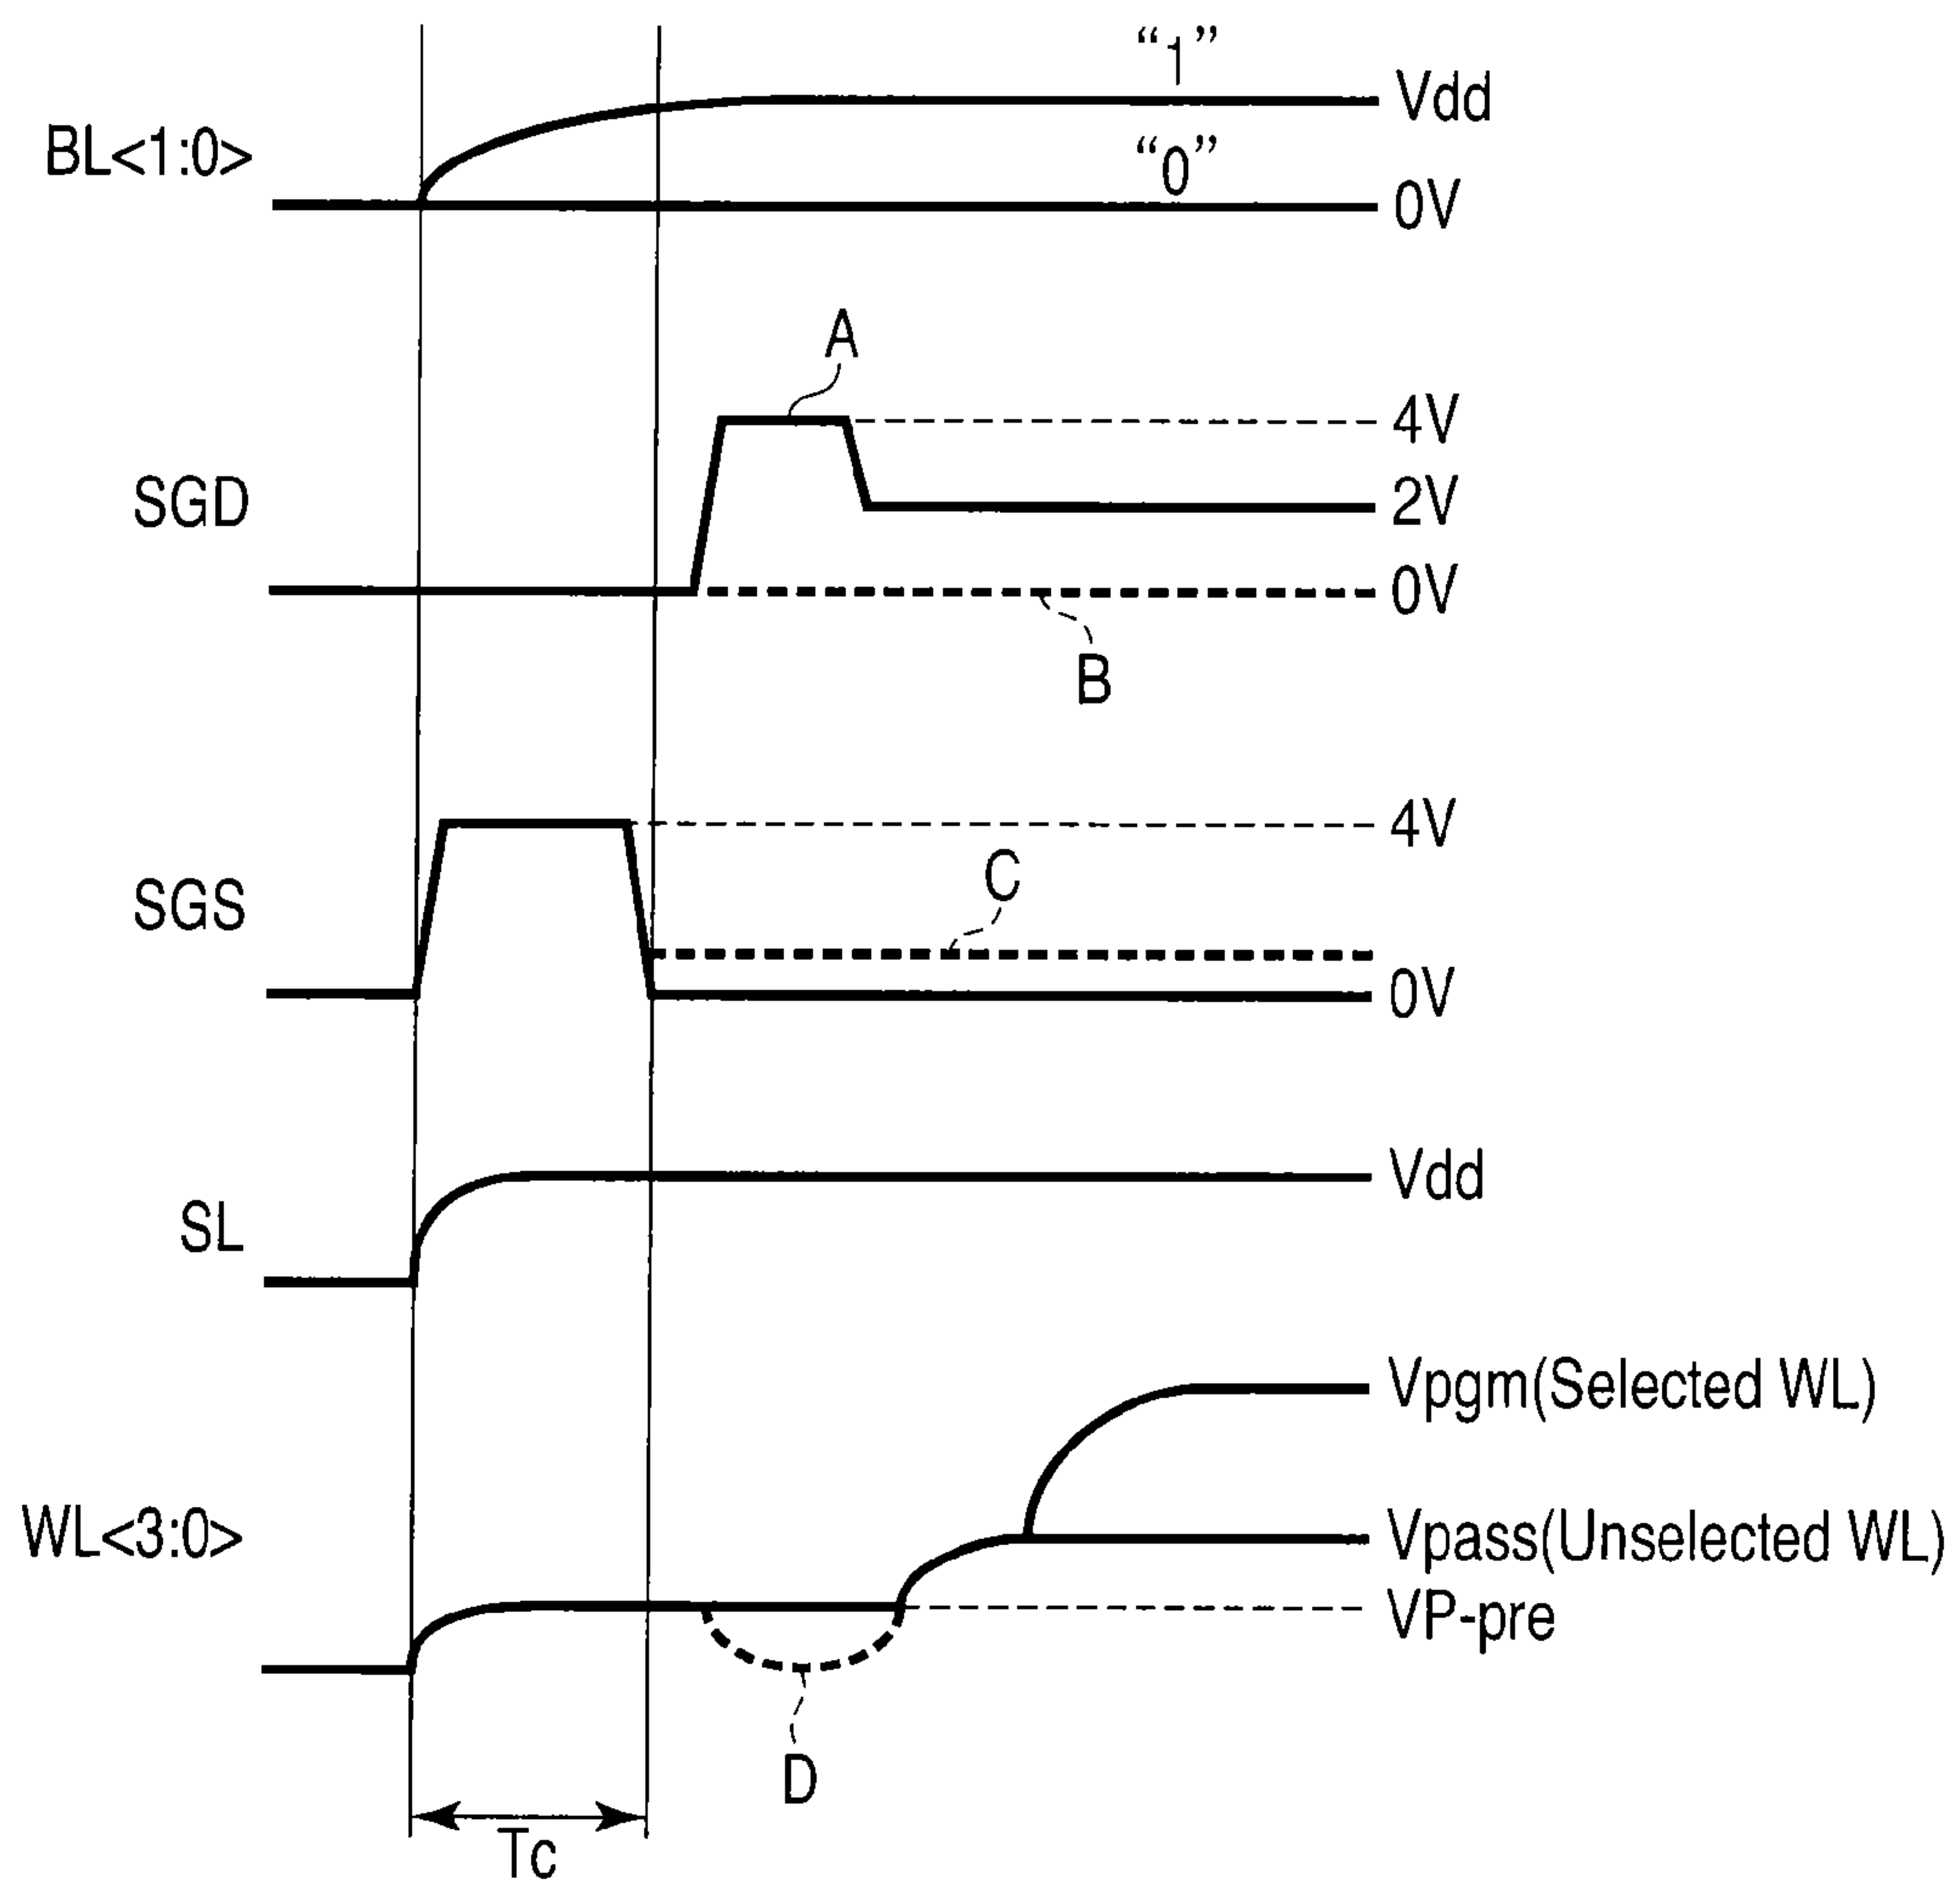 “1”
Vdd
BL<1:0>
“0”
0V
A
4V
SGD
2V
0V
B
4V
C
SGS
0V
Vdd
SL
Vpgm(Selected WL)
WL<3:0>
Vpass(Unselected WL)
VP-pre
D
Tc